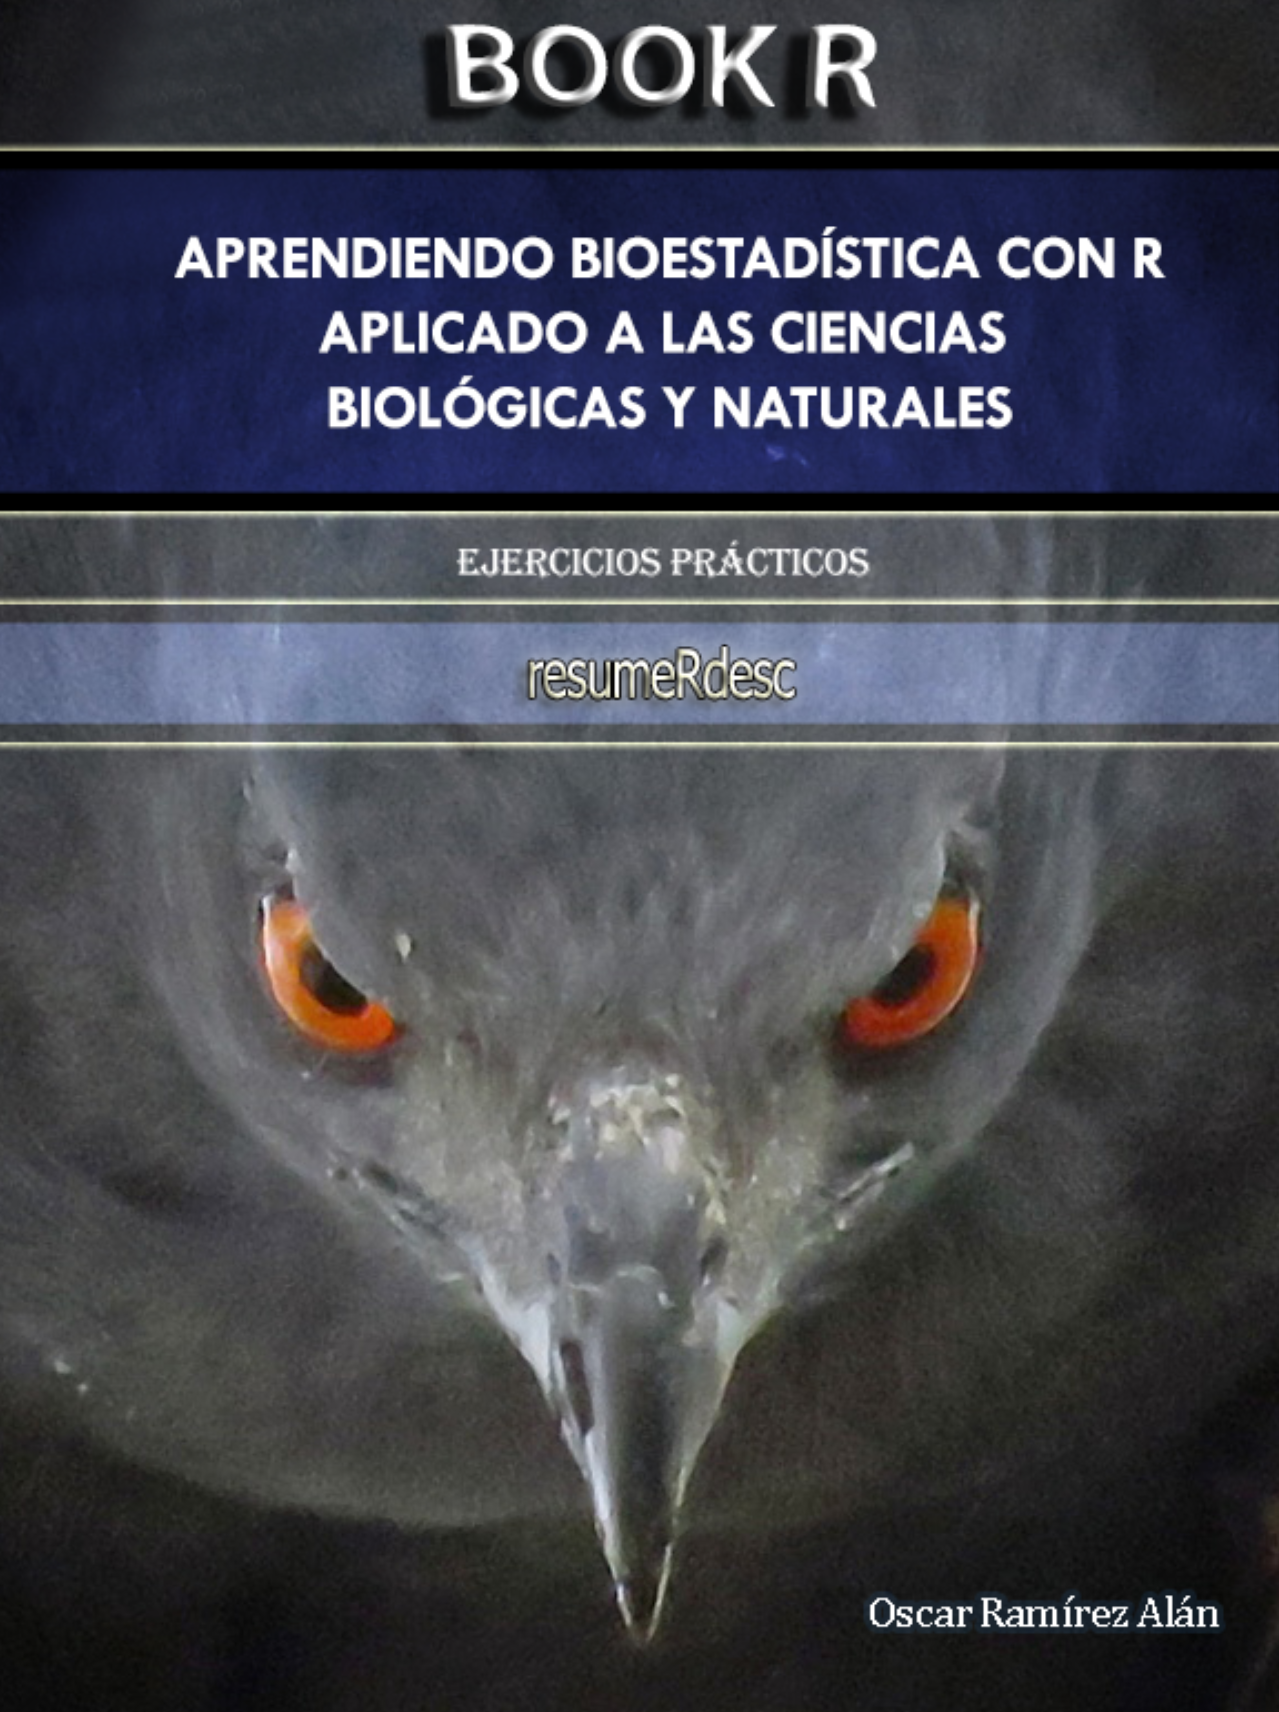 BOOK R
APRENDIENDO BIOESTADÍSTICA CON R
APLICADO A LAS CIENCIAS
BIOLÓGICAS Y NATURALES
EJERCICIOS PRÁCTICOS
resumeRdesc
Oscar Ramírez Alán